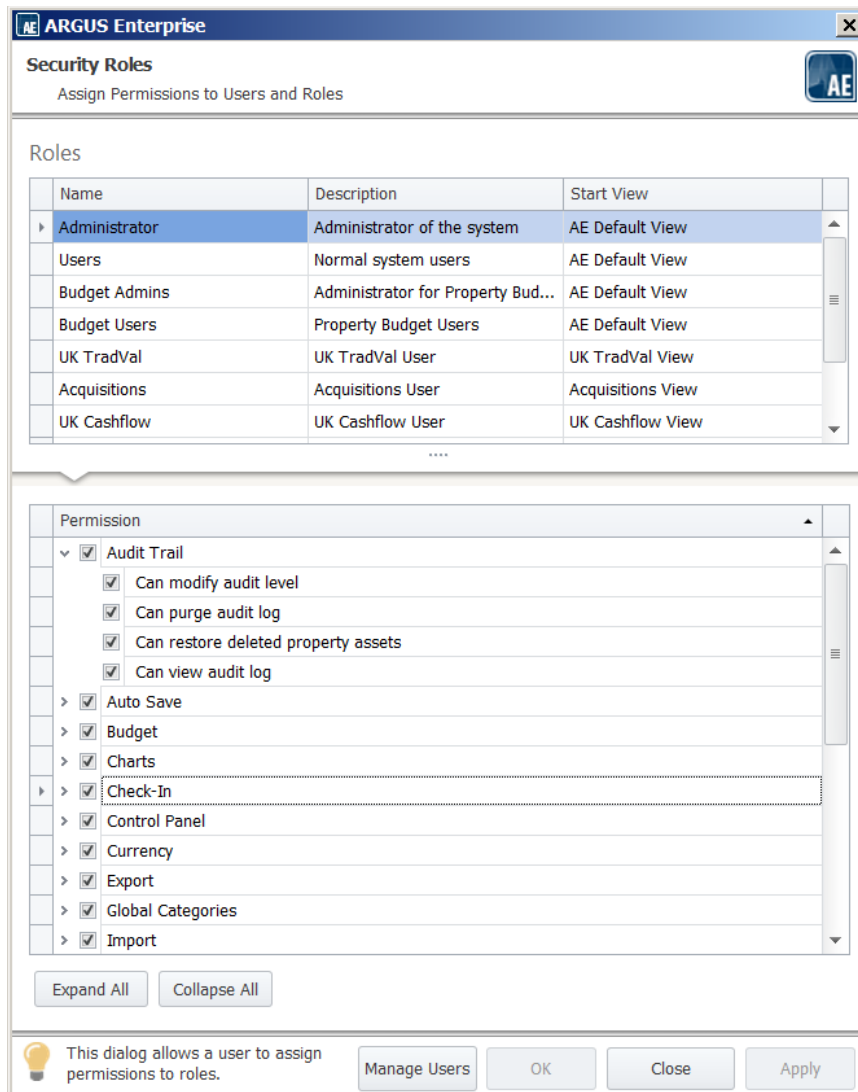 AE ARGUS Enterprise
Security Roles
Assign Permissions to Users and Roles
AE
Roles
Name Description Start View
Administrator Administrator of the system AE Default View
Users Normal system users AE Default View
Budget Admins Administrator for Property Bud... AE Default View
Budget Users Property Budget Users AE Default View
UK TradVal UK TradVal User UK TradVal View
Acquisitions Acquisitions User Acquisitions View
UK Cashflow UK Cashflow User UK Cashflow View
Permission
Audit Trail
Can modify audit level
Can purge audit log
Can restore deleted property assets
Can view audit log
Auto Save
Budget
Charts
Check-In
Control Panel
Currency
Export
Global Categories
Import
Expand All Collapse All
This dialog allows a user to assign
permissions to roles.
Manage Users OK Close Apply